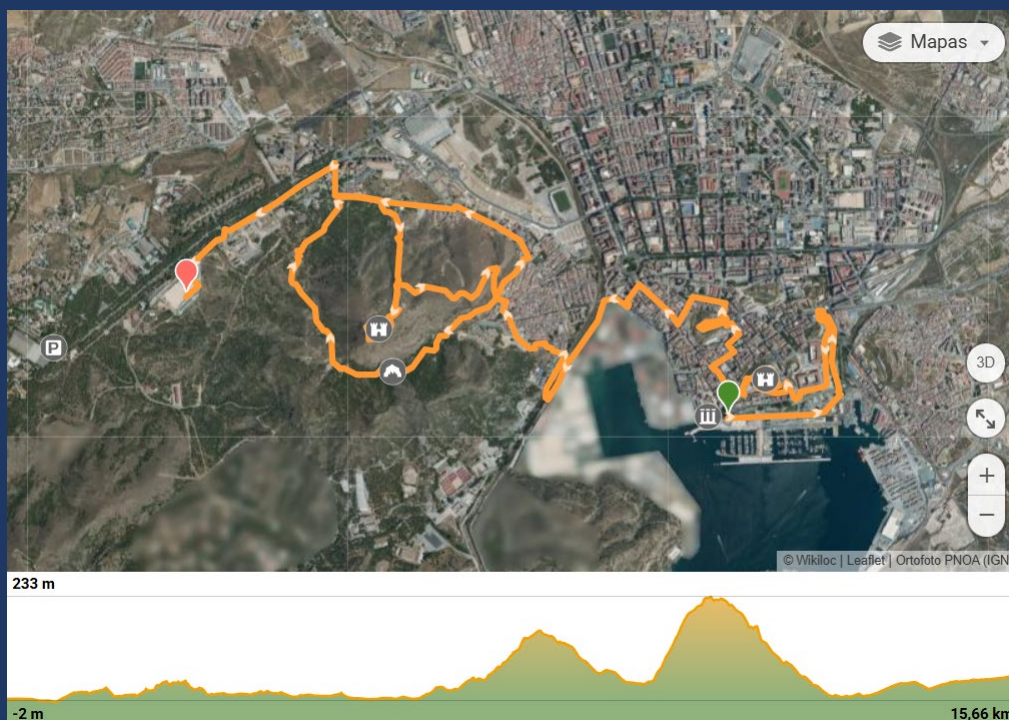 Mapas
3D
+
−
© Wikiloc | Leaflet | Ortofoto PNOA (IGN
233 m
-2 m
15,66 km
P